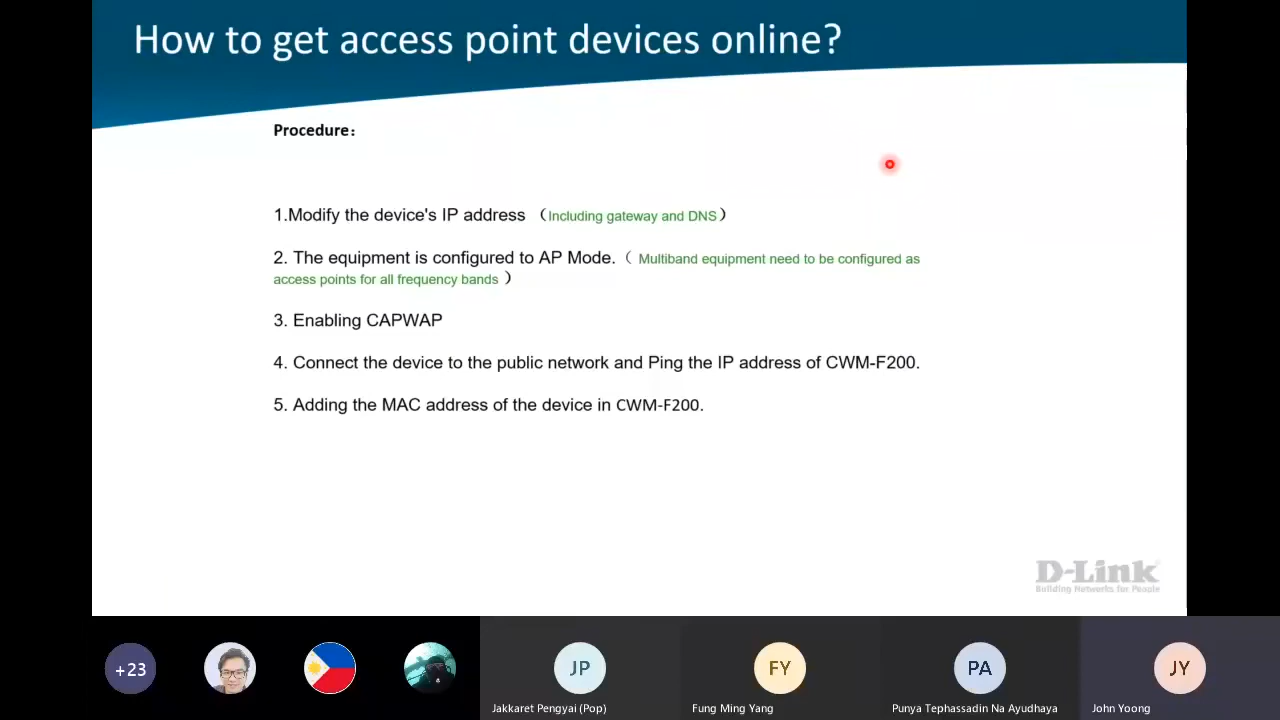 How to get access point devices online?
Procedure：
1.Modify the device's IP address （Including gateway and DNS）
2. The equipment is configured to AP Mode.（ Multiband equipment need to be configured as
access points for all frequency bands ）
3. Enabling CAPWAP
4. Connect the device to the public network and Ping the IP address of CWM-F200.
5. Adding the MAC address of the device in CWM-F200.
D-Link
Building Networks for People
+23
JP
FY
PA
JY
Jakkaret Pengyai (Pop)
Fung Ming Yang
Punya Tephassadin Na Ayudhaya
John Yoong